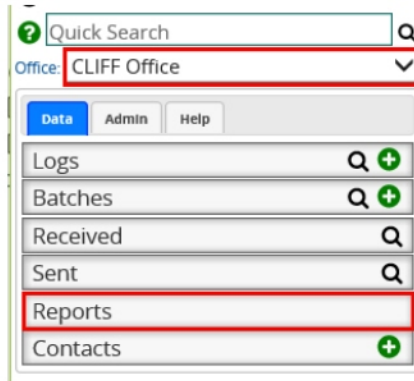 Quick Search
Office: CLIFF Office
Data Admin Help
Logs
Batches
Received
Sent
Reports
Contacts